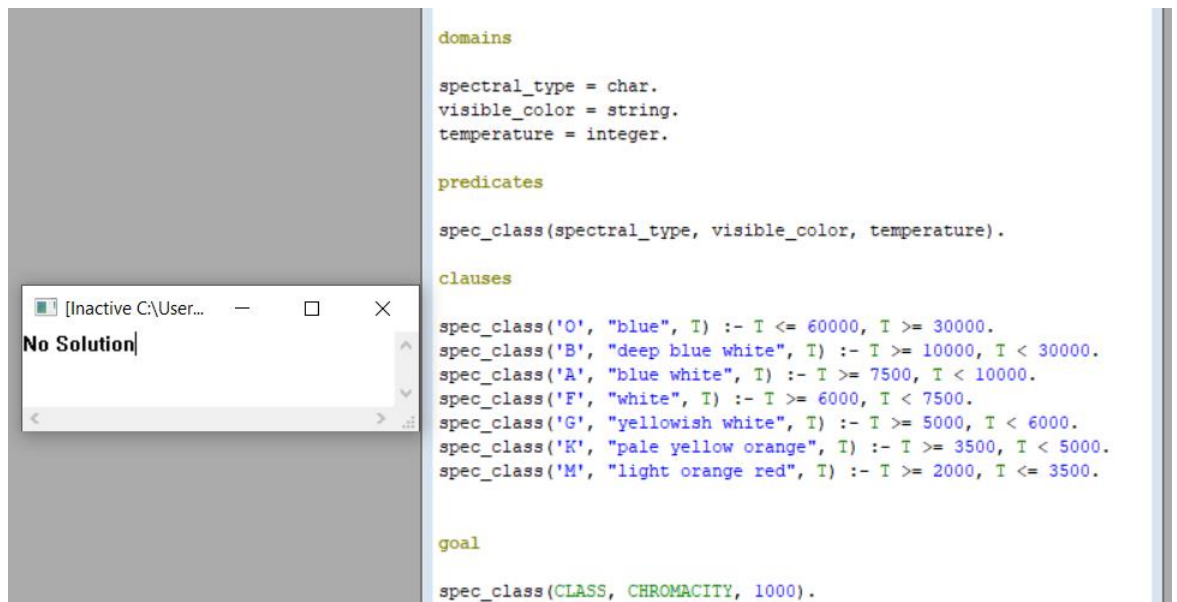 domains
spectral_type = char.
visible_color = string.
temperature = integer.
predicates
spec_class(spectral_type, visible_color, temperature).
clauses
spec_class('O', "blue", T) :- T <= 60000, T >= 30000.
spec_class('B', "deep blue white", T) :- T >= 10000, T < 30000.
spec_class('A', "blue white", T) :- T >= 7500, T < 10000.
spec_class('F', "white", T) :- T >= 6000, T < 7500.
spec_class('G', "yellowish white", T) :- T >= 5000, T < 6000.
spec_class('K', "pale yellow orange", T) :- T >= 3500, T < 5000.
spec_class('M', "light orange red", T) :- T >= 2000, T <= 3500.
goal
spec_class(CLASS, CHROMACITY, 1000).
[Inactive C:\User...
No Solution